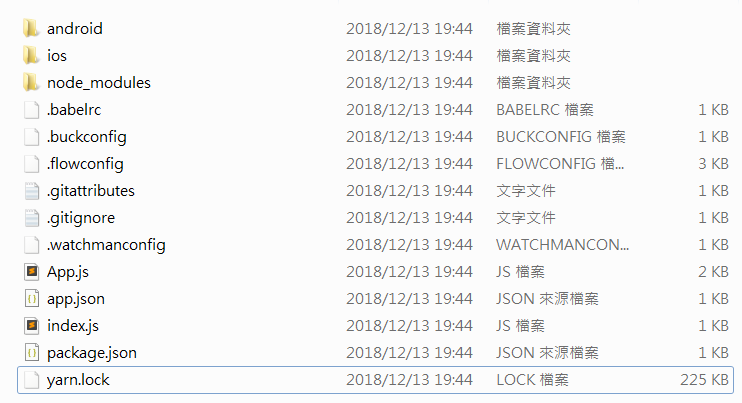 android 2018/12/13 19:44 檔案資料夾
ios 2018/12/13 19:44 檔案資料夾
node_modules 2018/12/13 19:44 檔案資料夾
.babelrc 2018/12/13 19:44 BABELRC 檔案 1 KB
.buckconfig 2018/12/13 19:44 BUCKCONFIG 檔案 1 KB
.flowconfig 2018/12/13 19:44 FLOWCONFIG 檔... 3 KB
.gitattributes 2018/12/13 19:44 文字文件 1 KB
.gitignore 2018/12/13 19:44 文字文件 1 KB
.watchmanconfig 2018/12/13 19:44 WATCHMANCON... 1 KB
App.js 2018/12/13 19:44 JS 檔案 2 KB
app.json 2018/12/13 19:44 JSON 來源檔案 1 KB
index.js 2018/12/13 19:44 JS 檔案 1 KB
package.json 2018/12/13 19:44 JSON 來源檔案 1 KB
yarn.lock 2018/12/13 19:44 LOCK 檔案 225 KB